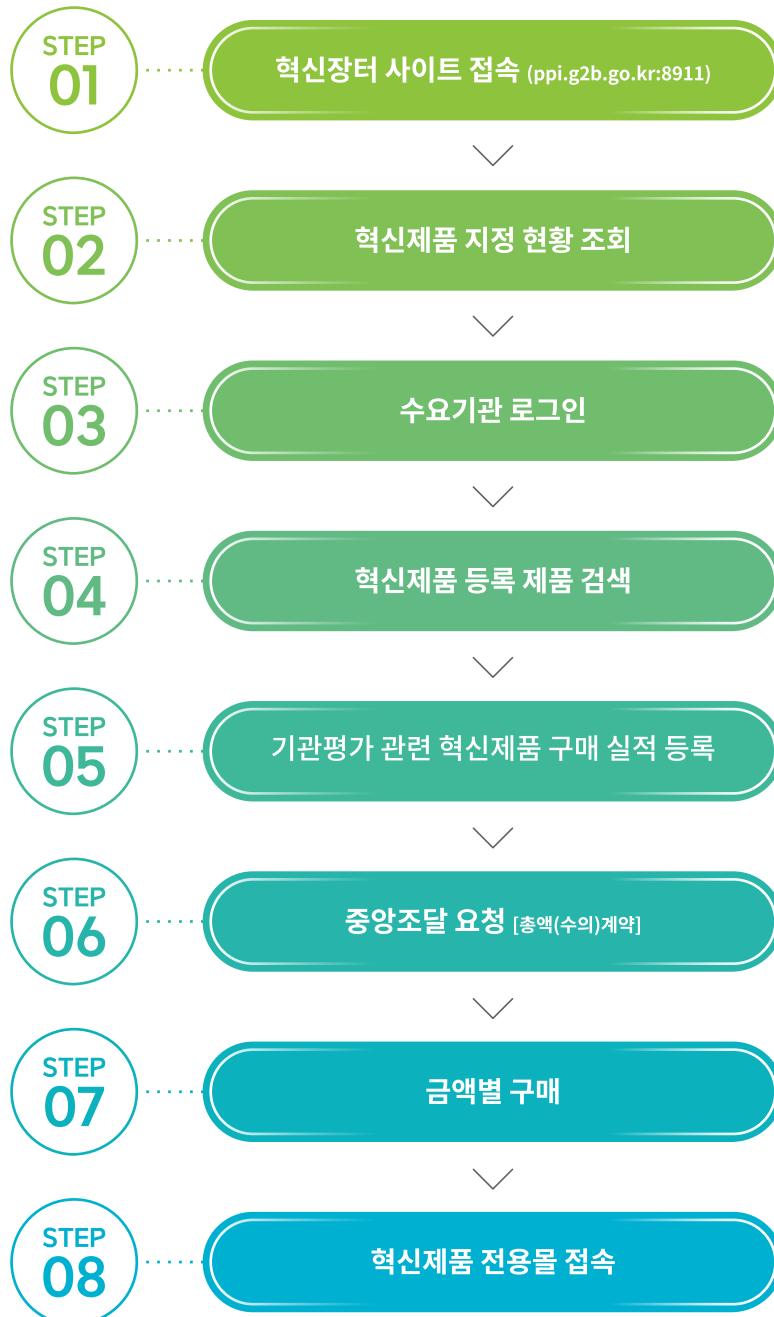 STEP
01
혁신장터 사이트 접속 (ppi.g2b.go.kr:8911)
STEP
02
혁신제품 지정 현황 조회
STEP
03
수요기관 로그인
STEP
04
혁신제품 등록 제품 검색
STEP
05
기관평가 관련 혁신제품 구매 실적 등록
STEP
06
중앙조달 요청 [총액(수의)계약]
STEP
07
금액별 구매
STEP
08
혁신제품 전용몰 접속